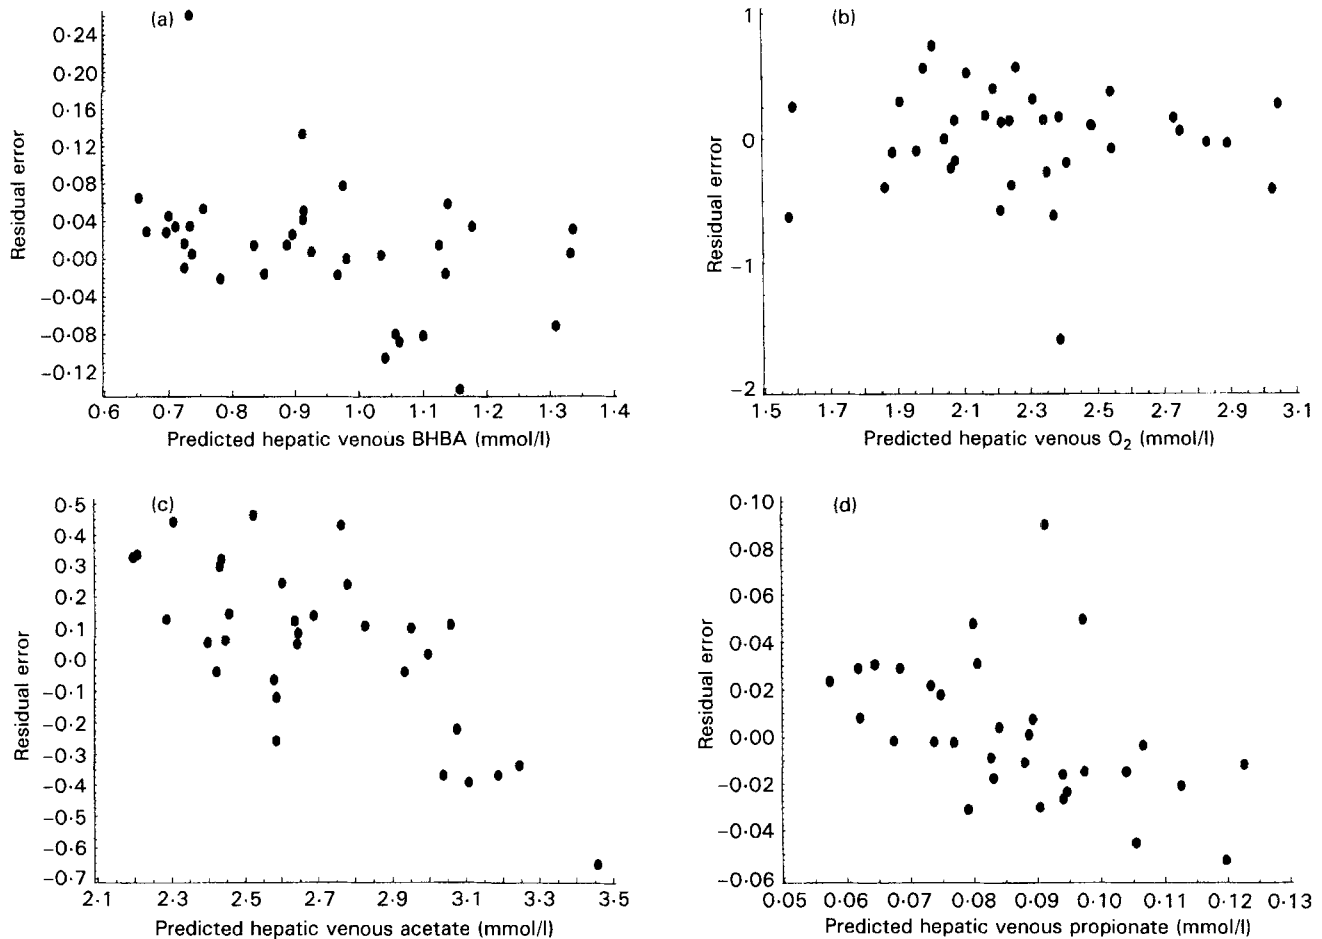 (a)
0·24
0·20
0·16
0·12
0·08
0·04
0·00
−0·04
−0·08
−0·12
Residual error
0·6 0·7 0·8 0·9 1·0 1·1 1·2 1·3 1·4
Predicted hepatic venous BHBA (mmol/l)
(b)
1
0
−1
−2
Residual errror
1·5 1·7 1·9 2·1 2·3 2·5 2·7 2·9 3·1
Predicted hepatic venous O2 (mmol/l)
(c)
0·5
0·4
0·3
0·2
0·1
0·0
−0·1
−0·2
−0·3
−0·4
−0·5
−0·6
−0·7
Residual error
2·1 2·3 2·5 2·7 2·9 3·1 3·3 3·5
Predicted hepatic venous acetate (mmol/l)
(d)
0·10
0·08
0·06
0·04
0·02
0·00
−0·02
−0·04
−0·06
Residual error
0·05 0·06 0·07 0·08 0·09 0·10 0·11 0·12 0·13
Predicted hepatic venous propionate (mmol/l)